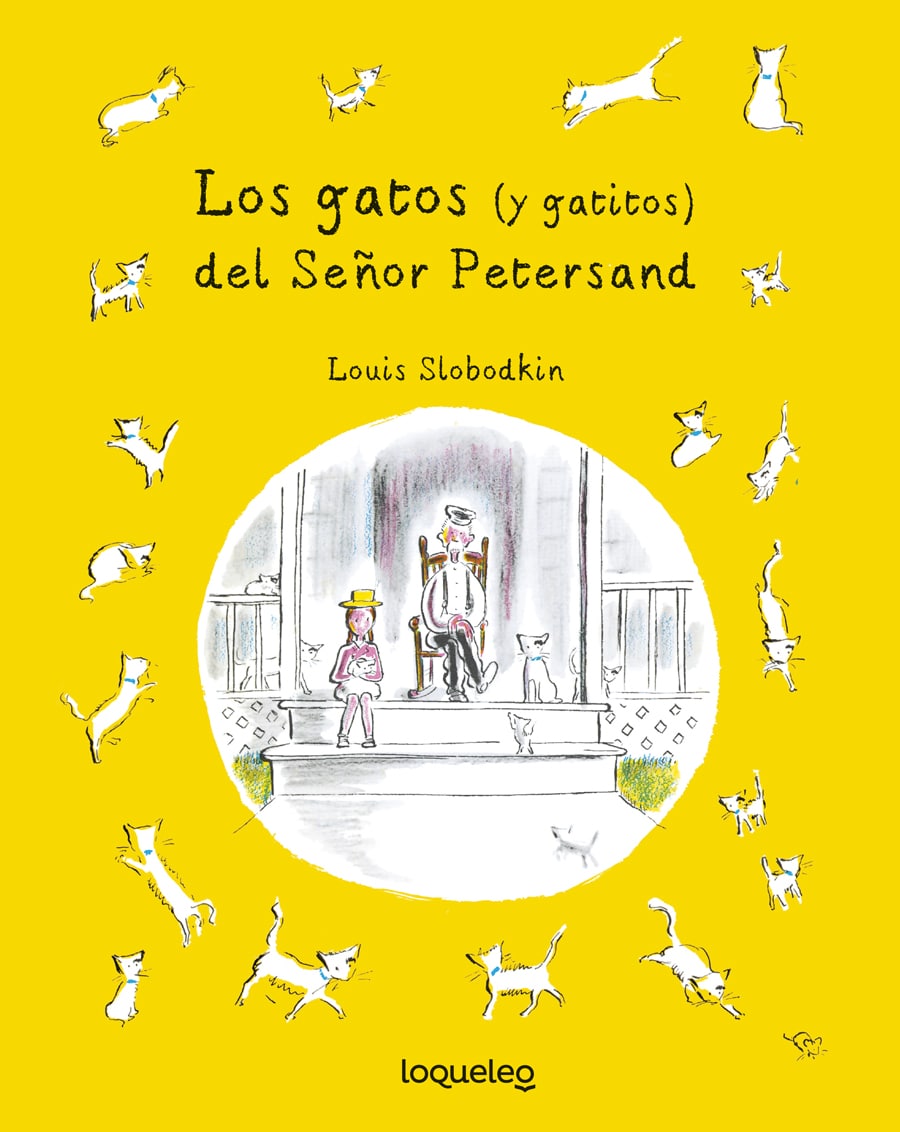 Los gatos (y gatitos)
del Señor Petersand
Louis Slobodkin
loqueleo